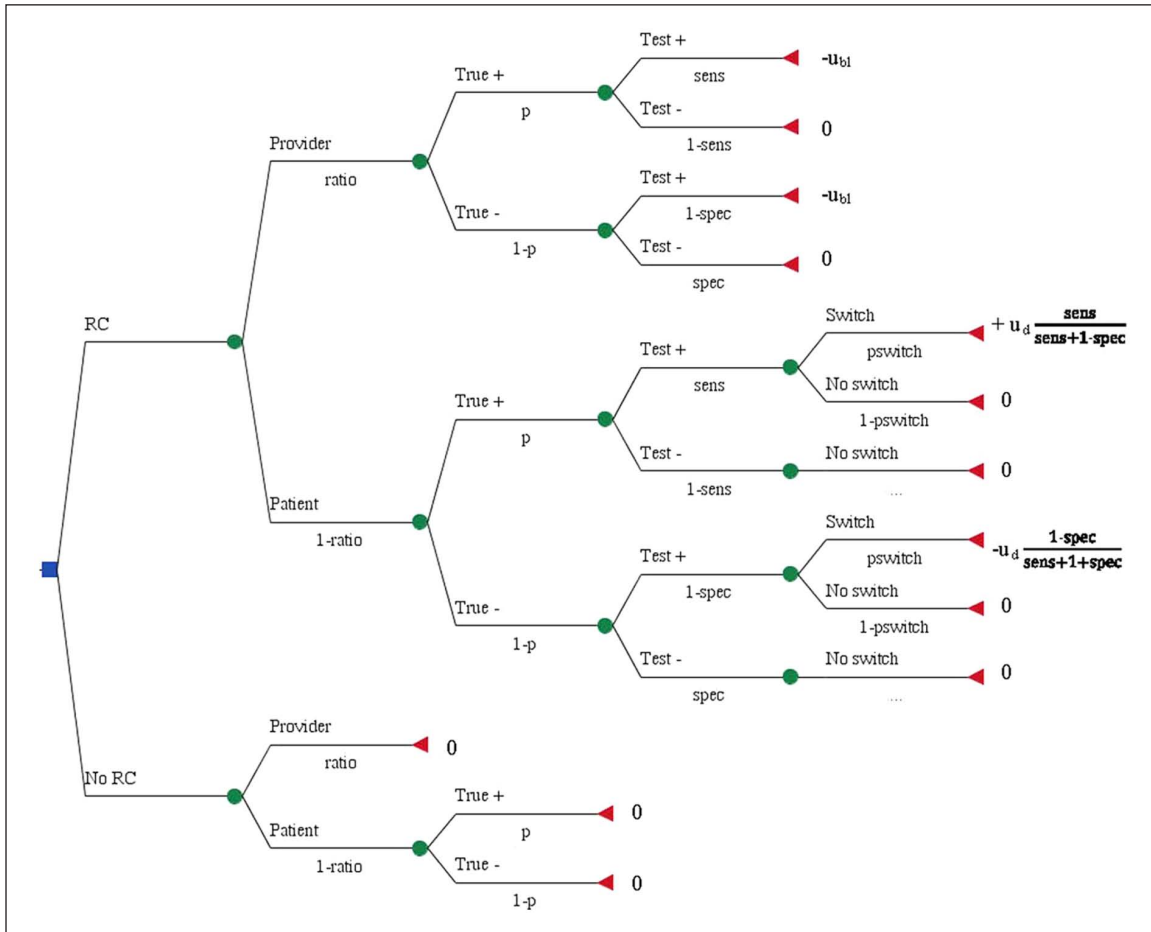 Test +
-u_bl
True +
sens
p
Test -
0
1-sens
Provider
ratio
Test +
-u_bl
True -
1-spec
1-p
Test -
0
spec
RC
Switch
+ u_d sens
sens+1-spec
Test +
pswitch
sens
No switch
0
True +
1-pswitch
p
Test -
No switch
0
1-sens
...
Patient
1-ratio
Switch
-u_d 1-spec
sens+1+spec
Test +
pswitch
1-spec
No switch
0
True -
1-pswitch
1-p
Test -
No switch
0
spec
...
Provider
0
ratio
No RC
True +
0
p
Patient
1-ratio
True -
0
1-p